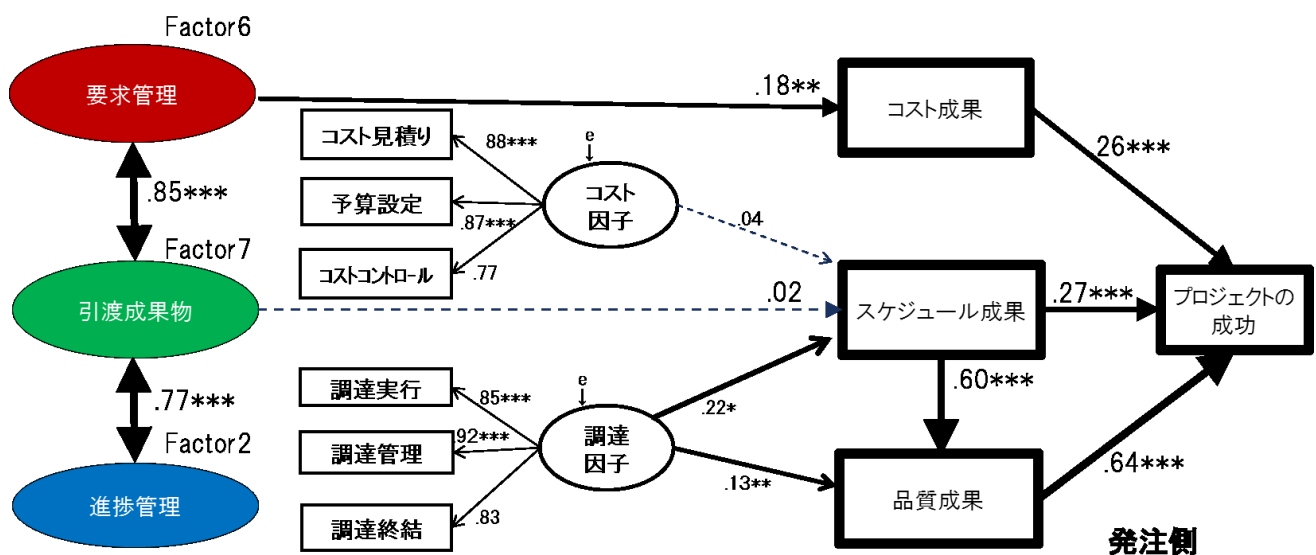 Factor6
要求管理
.18**
コスト成果
コスト見積り
88***
e
.26***
予算設定
.87***
コスト
因子
.85***
.04
Factor7
コストコントロール
.77
引渡成果物
.02
スケジュール成果
.27***
プロジェクトの
成功
調達実行
.85***
e
.60***
.77***
.22*
Factor2
調達管理
.92***
調達
因子
.64***
進捗管理
.13**
品質成果
調達終結
.83
発注側